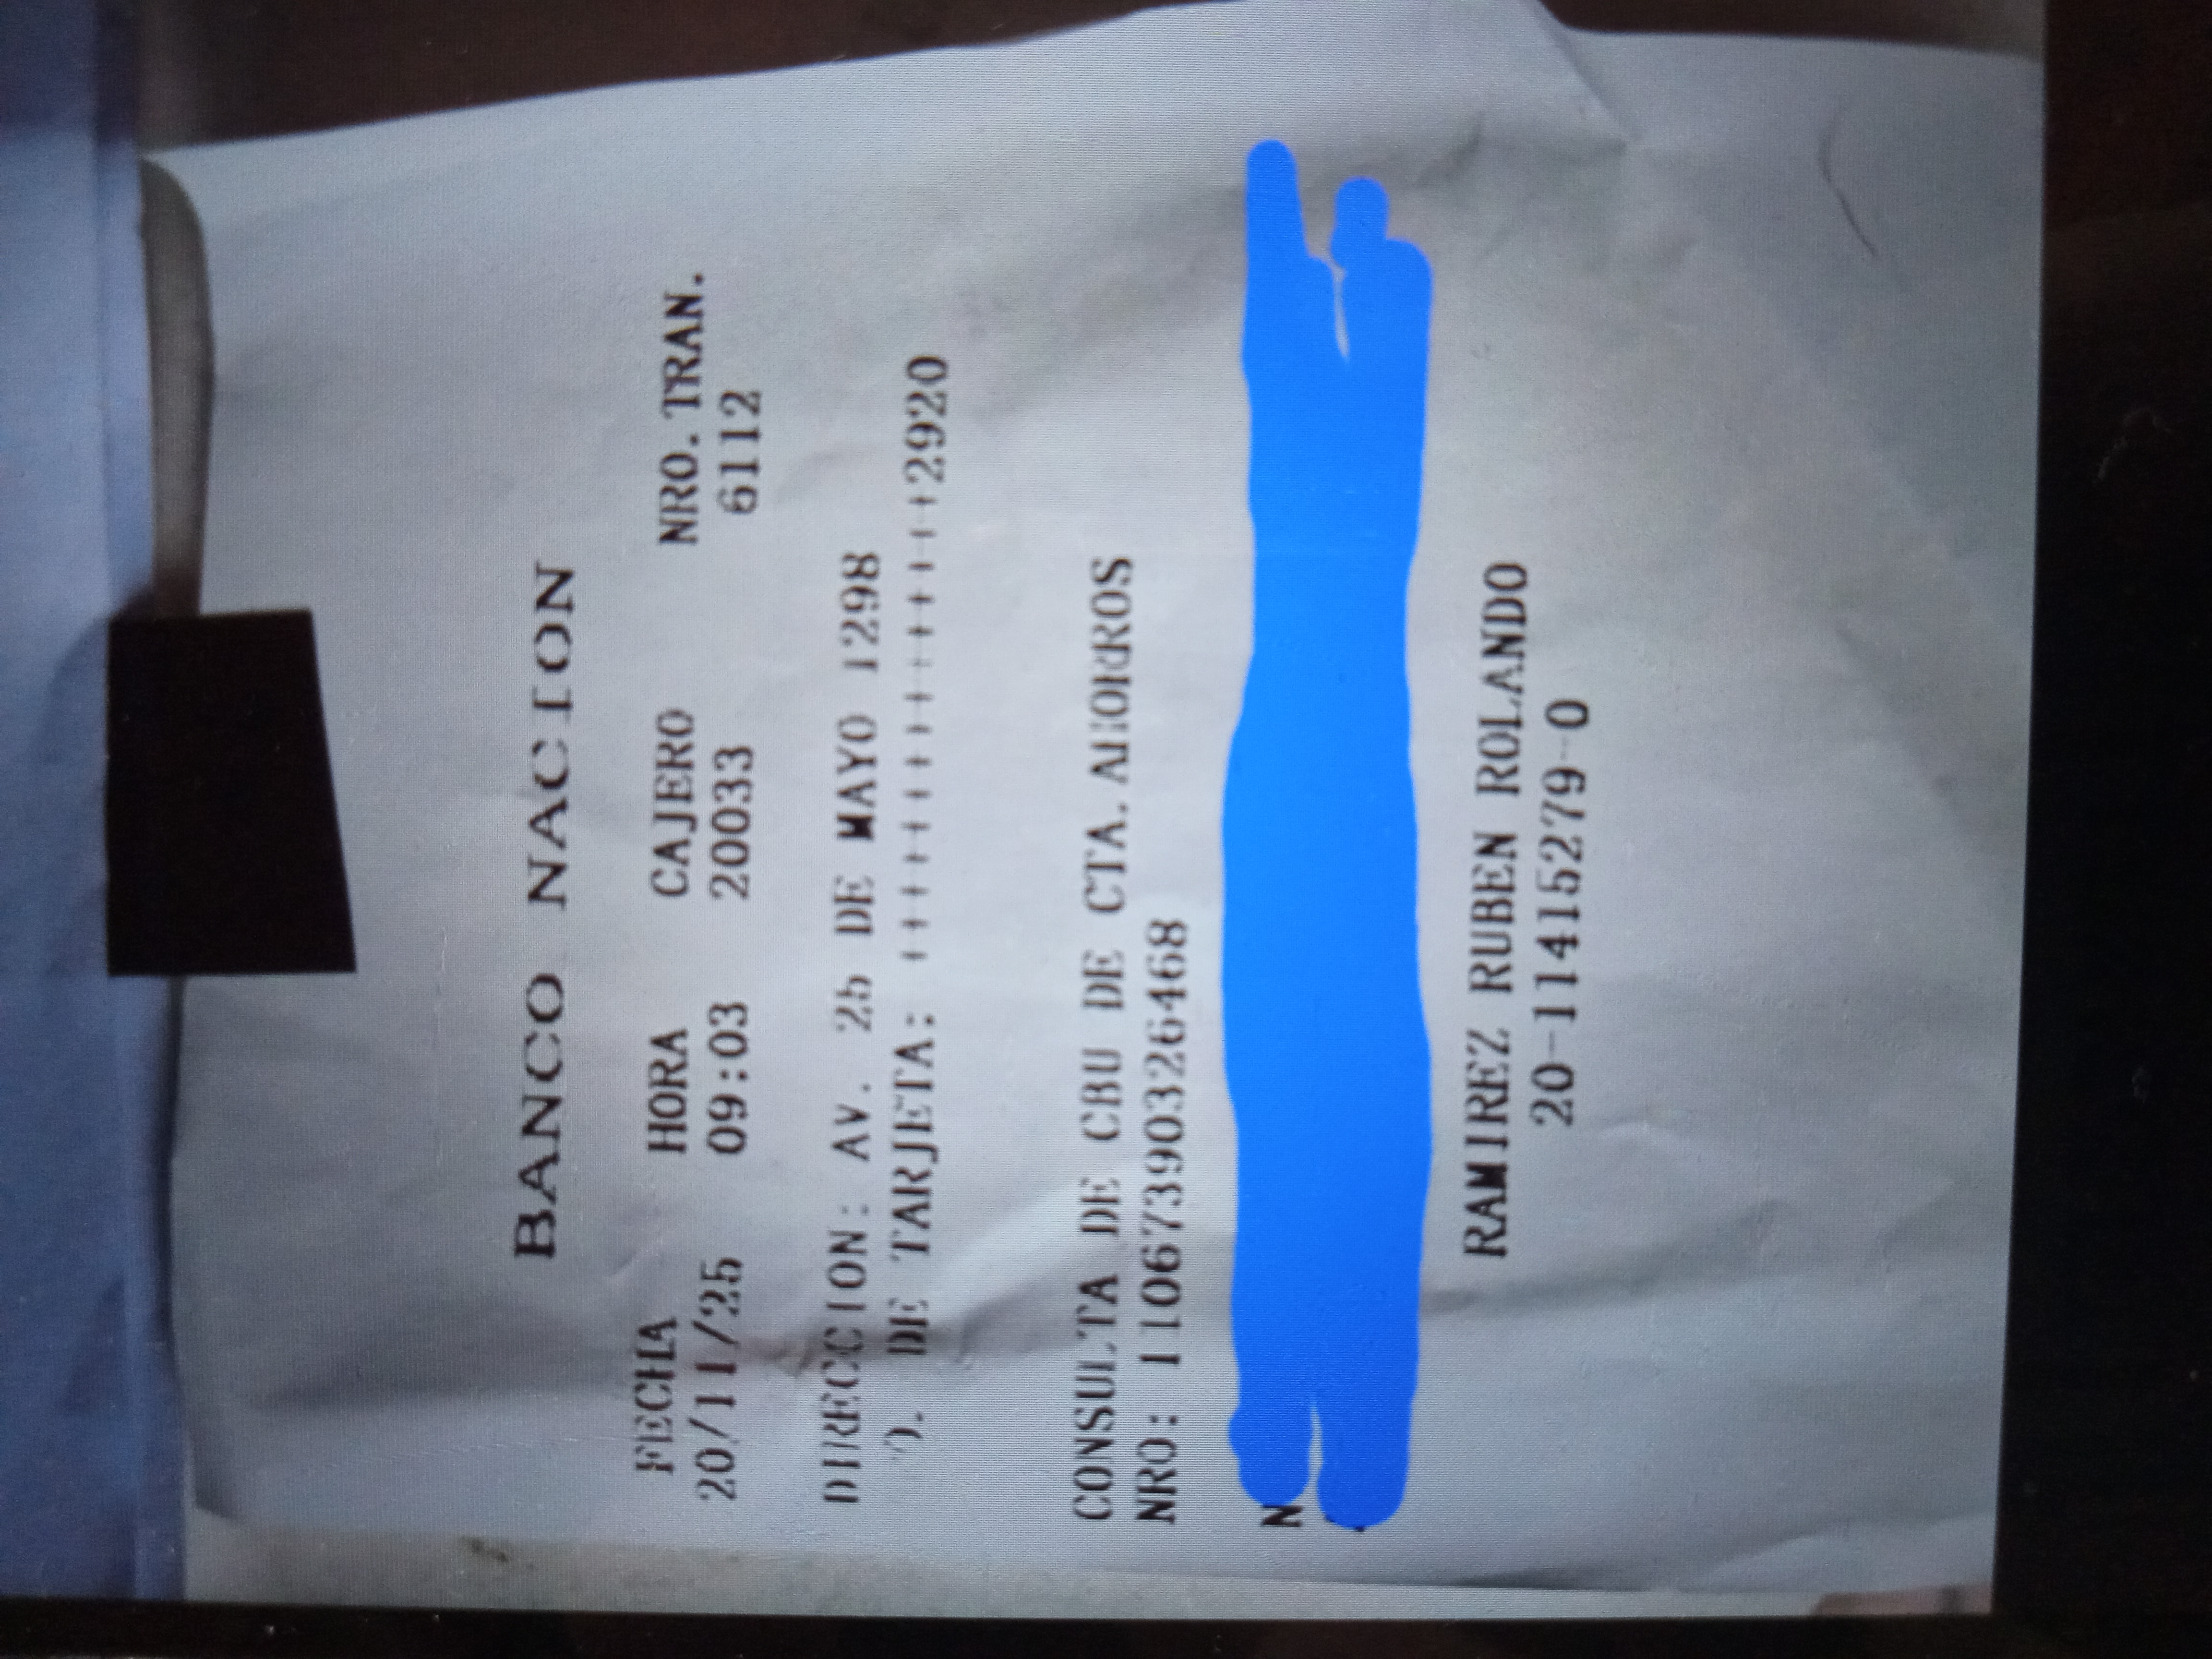 BANCO NACION
FECHA HORA CAJERO NRO. TRAN.
20/11/25 09:03 20033 6112
DIRECCION: AV. 25 DE MAYO 1298
O. DE TARJETA: ++++++++++++2920
CONSULTA DE CBU DE CTA. AHORROS
NRO: 11067390326468
N
RAMIREZ RUBEN ROLANDO
20-11415279-0